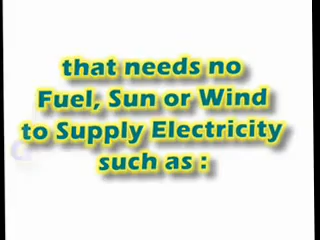 that needs no
Fuel, Sun or Wind
to Supply Electricity
such as :